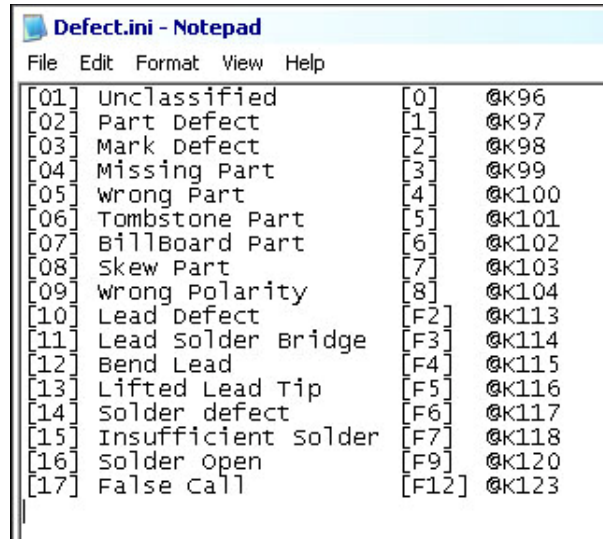 Defect.ini - Notepad
File Edit Format View Help
[01] Unclassified [0] @K96
[02] Part Defect [1] @K97
[03] Mark Defect [2] @K98
[04] Missing Part [3] @K99
[05] Wrong Part [4] @K100
[06] Tombstone Part [5] @K101
[07] BillBoard Part [6] @K102
[08] Skew Part [7] @K103
[09] Wrong Polarity [8] @K104
[10] Lead Defect [F2] @K113
[11] Lead Solder Bridge [F3] @K114
[12] Bend Lead [F4] @K115
[13] Lifted Lead Tip [F5] @K116
[14] Solder defect [F6] @K117
[15] Insufficient Solder [F7] @K118
[16] Solder Open [F9] @K120
[17] False Call [F12] @K123